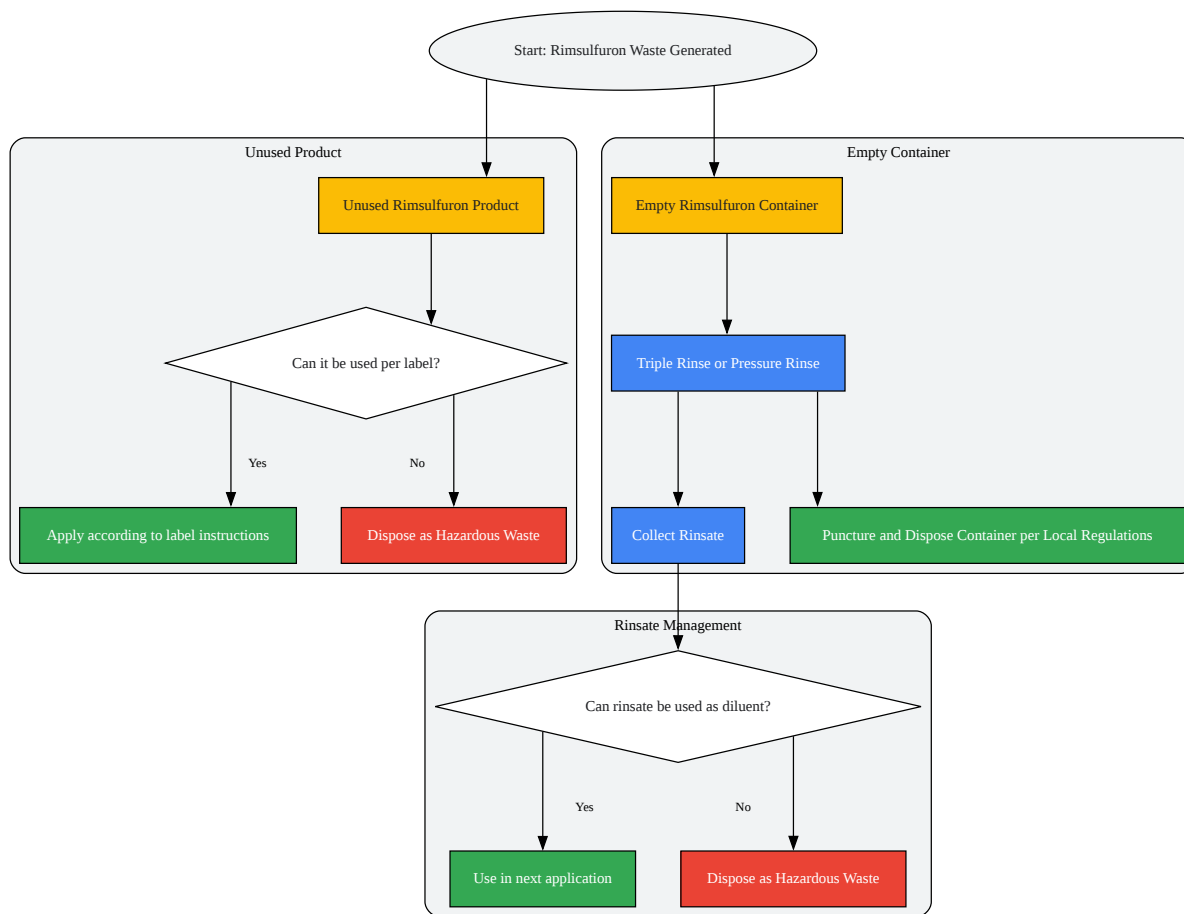 Start: Rimsulfuron Waste Generated
Unused Product
Unused Rimsulfuron Product
Can it be used per label?
Yes
No
Apply according to label instructions
Dispose as Hazardous Waste
Empty Container
Empty Rimsulfuron Container
Triple Rinse or Pressure Rinse
Collect Rinsate
Puncture and Dispose Container per Local Regulations
Rinsate Management
Can rinsate be used as diluent?
Yes
No
Use in next application
Dispose as Hazardous Waste